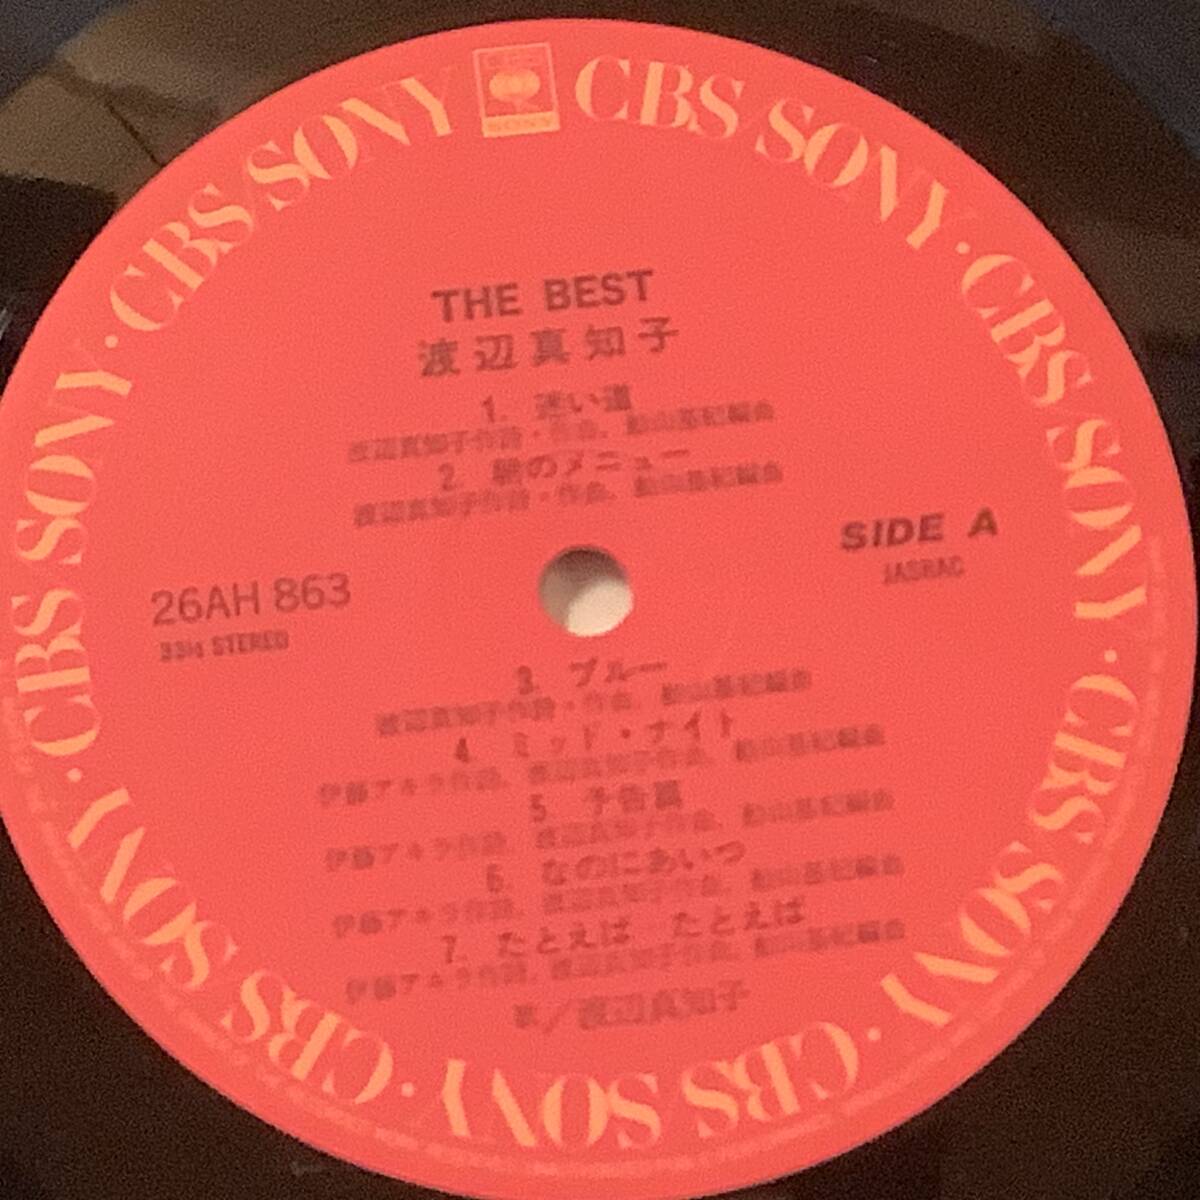 SONY
CBS/SONY · CBS/SONY · CBS SONY · CBS SONY · CBS SONY · CBS SONY · CBS/SONY
THE BEST
渡辺真知子
1. 迷い道
渡辺真知子作詩・作曲、船山基紀編曲
2. 朝のメニュー
渡辺真知子作詩・作曲、船山基紀編曲
SIDE A
JASRAC
26AH 863
33⅓ STEREO
3. ブルー
渡辺真知子作詩・作曲、船山基紀編曲
4. ミッド・ナイト
伊藤アキラ作詩、渡辺真知子作曲、船山基紀編曲
5. 予告篇
伊藤アキラ作詩、渡辺真知子作曲、船山基紀編曲
6. なのにあいつ
伊藤アキラ作詩、渡辺真知子作曲、船山基紀編曲
7. たとえば たとえば
伊藤アキラ作詩、渡辺真知子作曲、船山基紀編曲
歌／渡辺真知子